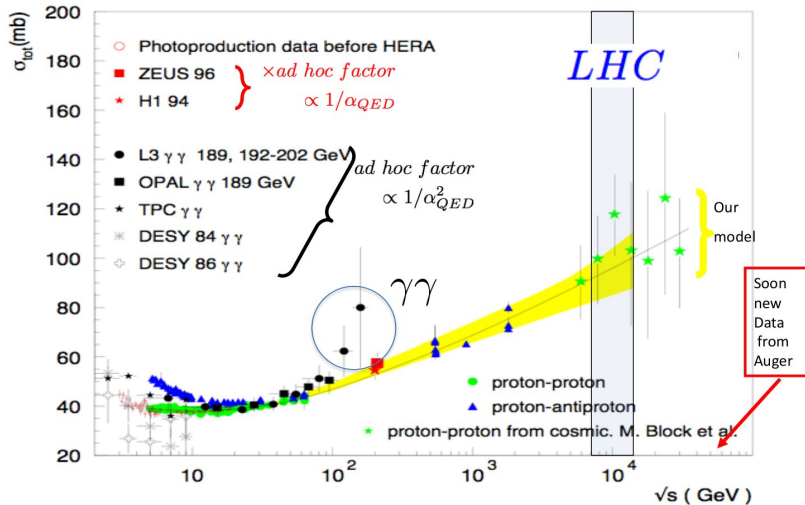 σtot(mb)
200
180
160
140
120
100
80
60
40
20
Photoproduction data before HERA
ZEUS 96
H1 94
×ad hoc factor
∝ 1/αQED
L3 γγ 189, 192-202 GeV
OPAL γγ 189 GeV
TPC γγ
DESY 84 γγ
DESY 86 γγ
ad hoc factor
∝ 1/α²QED
LHC
γγ
Our
model
Soon
new
Data
from
Auger
proton-proton
proton-antiproton
proton-proton from cosmic. M. Block et al.
10
10²
10³
10⁴
√s ( GeV )